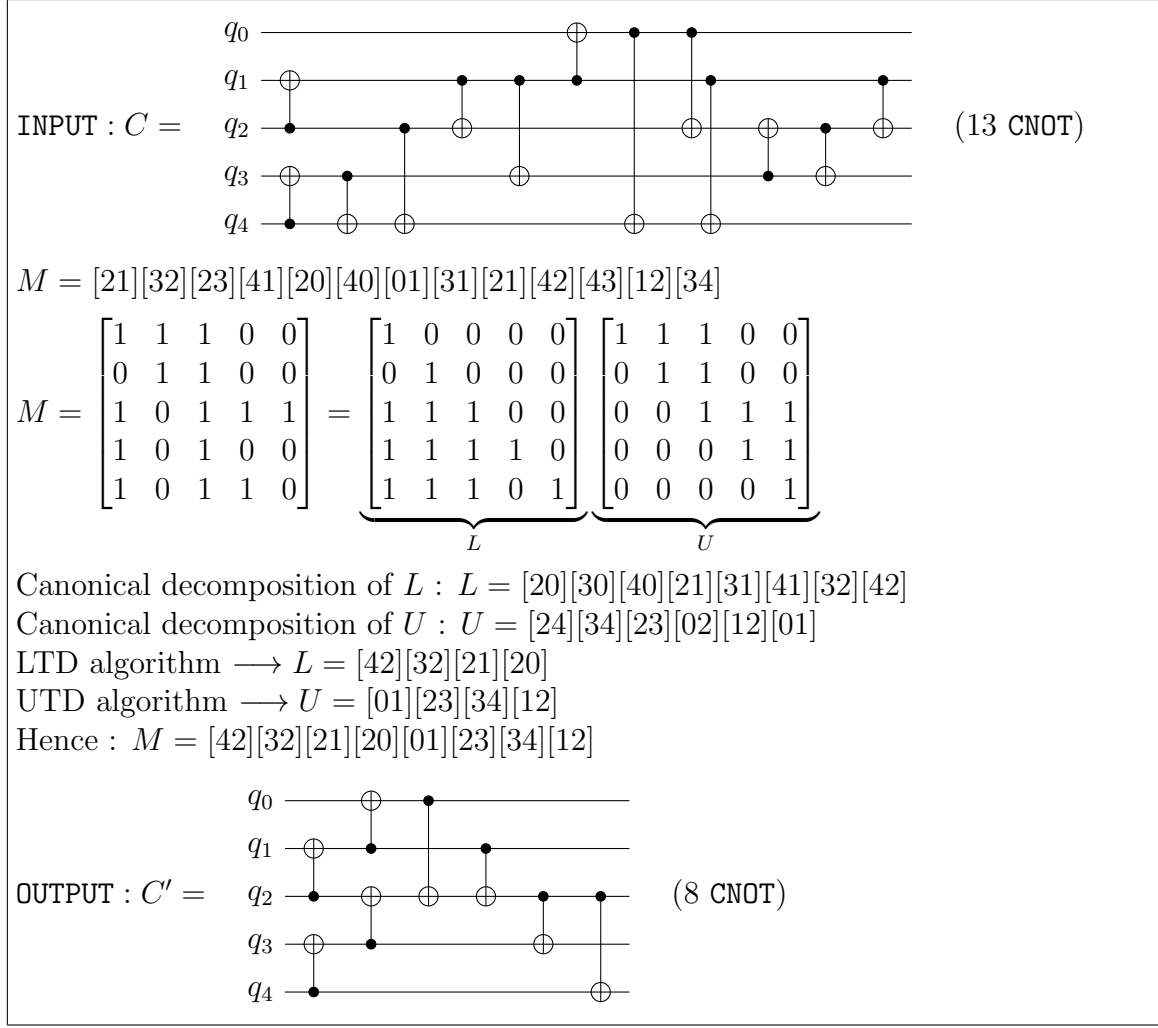 q0
q1
INPUT : C = q2 (13 CNOT)
q3
q4
M = [21][32][23][41][20][40][01][31][21][42][43][12][34]
M = [1 1 1 0 0; 0 1 1 0 0; 1 0 1 1 1; 1 0 1 0 0; 1 0 1 1 0] = [1 0 0 0 0; 0 1 0 0 0; 1 1 1 0 0; 1 1 1 1 0; 1 1 1 0 1] [1 1 1 0 0; 0 1 1 0 0; 0 0 1 1 1; 0 0 0 1 1; 0 0 0 0 1]
L U
Canonical decomposition of L : L = [20][30][40][21][31][41][32][42]
Canonical decomposition of U : U = [24][34][23][02][12][01]
LTD algorithm ⟶ L = [42][32][21][20]
UTD algorithm ⟶ U = [01][23][34][12]
Hence : M = [42][32][21][20][01][23][34][12]
q0
q1
OUTPUT : C′ = q2 (8 CNOT)
q3
q4